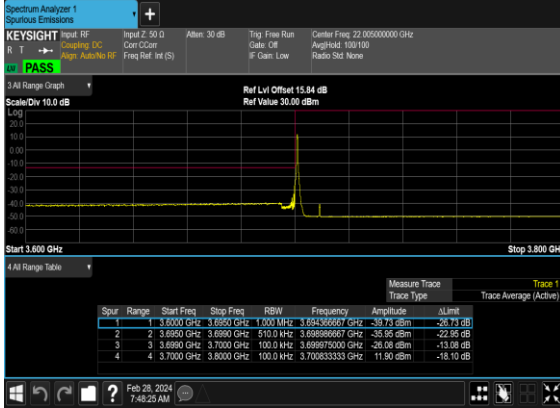 Spectrum Analyzer 1
Spurious Emissions
+
KEYSIGHT Input: RF Input Z: 50 Ω Atten: 30 dB Trig: Free Run Center Freq: 22.005000000 GHz
R T Coupling: DC Corr CCorr Gate: Off Avg|Hold: 100/100
Align: Auto/No RF Freq Ref: Int (S) IF Gain: Low Radio Std: None
LXI PASS
3 All Range Graph Ref Lvl Offset 15.84 dB
Scale/Div 10.0 dB Ref Value 30.00 dBm
Log
20.0
10.0
0.00
-10.0
-20.0
-30.0
-40.0
-50.0
-60.0
Start 3.600 GHz Stop 3.800 GH
4 All Range Table
Measure Trace Trace 1
Trace Type Trace Average (Active)
Spur Range Start Freq Stop Freq RBW Frequency Amplitude ΔLimit
1 1 3.6000 GHz 3.6950 GHz 1.000 MHz 3.694366667 GHz -39.73 dBm -26.73 dB
2 2 3.6950 GHz 3.6990 GHz 510.0 kHz 3.698986667 GHz -35.95 dBm -22.95 dB
3 3 3.6990 GHz 3.7000 GHz 100.0 kHz 3.699975000 GHz -26.08 dBm -13.08 dB
4 4 3.7000 GHz 3.8000 GHz 100.0 kHz 3.700833333 GHz 11.90 dBm -18.10 dB
? Feb 28, 2024
7:48:25 AM